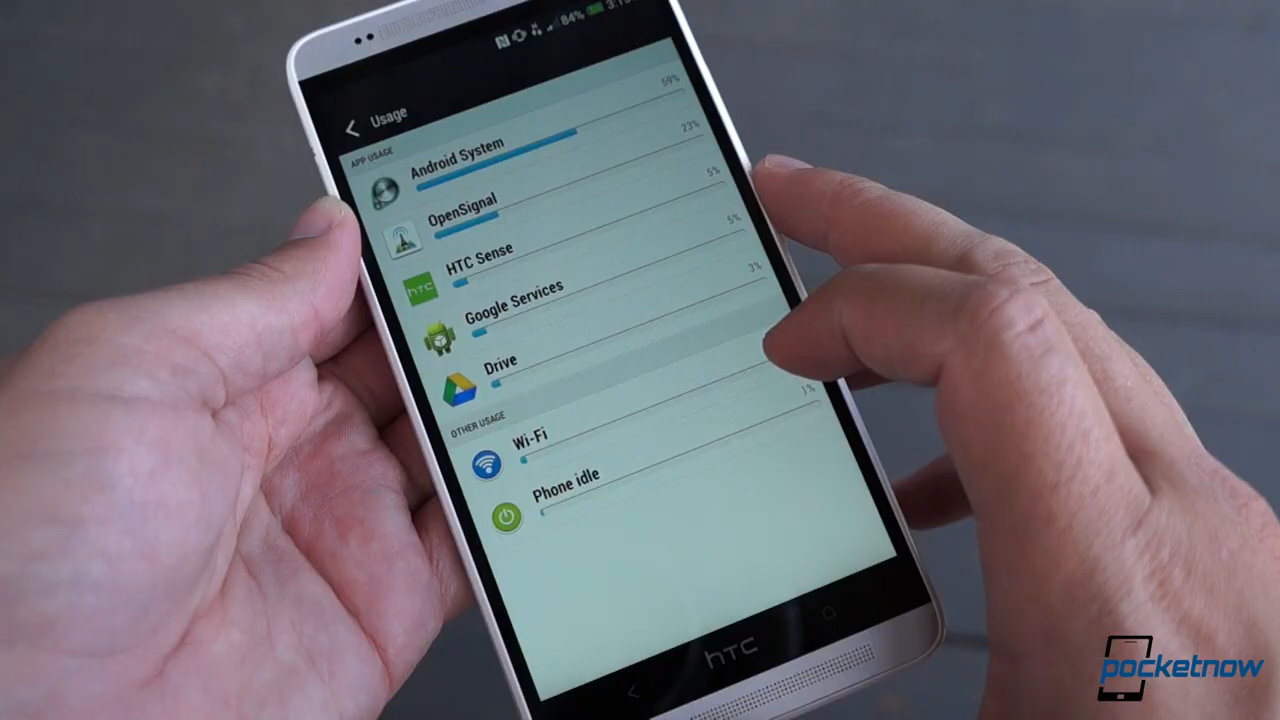 84%
Usage
APP USAGE
59%
Android System
23%
OpenSignal
5%
HTC Sense
5%
Google Services
3%
Drive
OTHER USAGE
Wi-Fi
1%
Phone idle
hTC
hTC
pocketnow